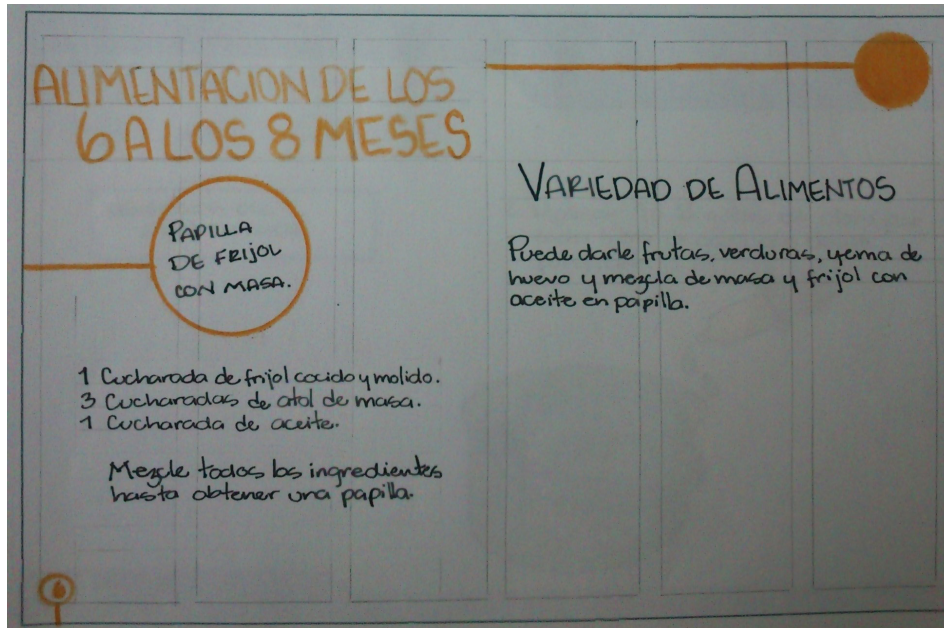 ALIMENTACION DE LOS
6 A LOS 8 MESES
PAPILLA
DE FRIJOL
CON MASA.
1 Cucharada de frijol cocido y molido.
3 Cucharadas de atol de masa.
1 Cucharada de aceite.
Mezcle todos los ingredientes
hasta obtener una papilla.
VARIEDAD DE ALIMENTOS
Puede darle frutas, verduras, yema de
huevo y mezcla de masa y frijol con
aceite en papilla.
6